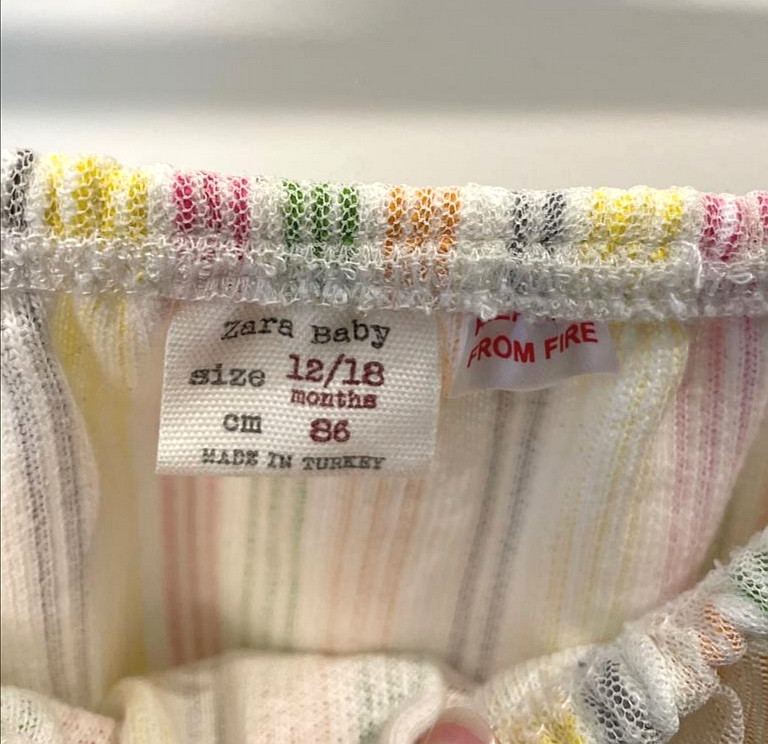 Zara Baby
size 12/18
months
cm 86
MADE IN TURKEY
FROM FIRE